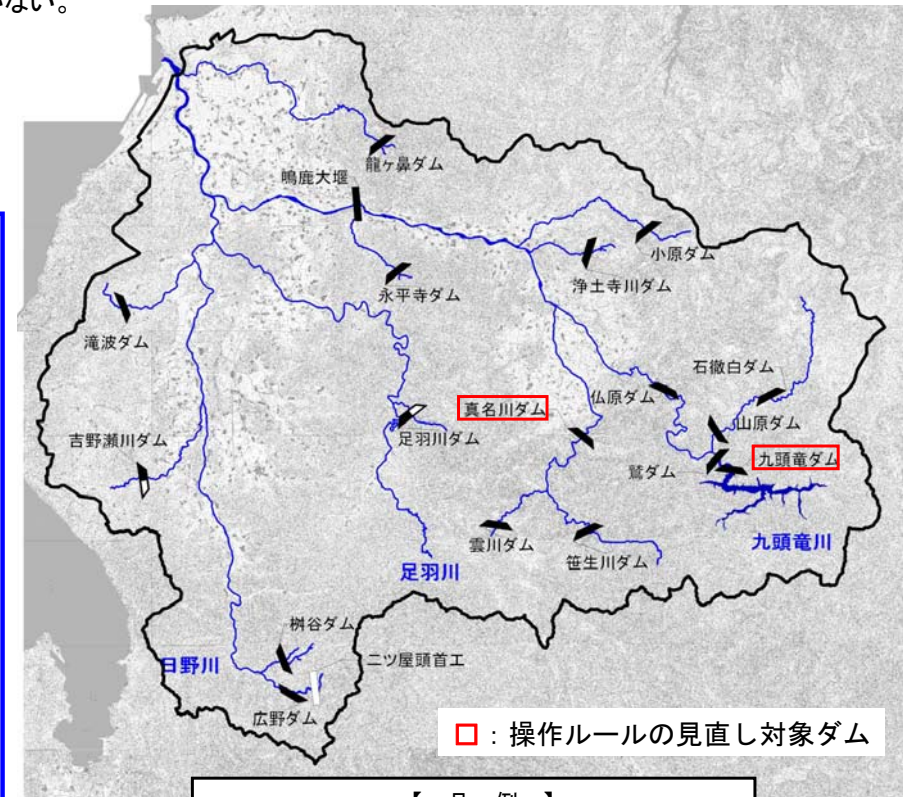 ない。
龍ヶ鼻ダム
鳴鹿大堰
小原ダム
浄土寺川ダム
永平寺ダム
滝波ダム
石徹白ダム
仏原ダム
真名川ダム
山原ダム
足羽川ダム
吉野瀬川ダム
九頭竜ダム
鷲ダム
九頭竜川
雲川ダム
笹生川ダム
足羽川
桝谷ダム
二ツ屋頭首工
日野川
広野ダム
□：操作ルールの見直し対象ダム
【 凡 例 】